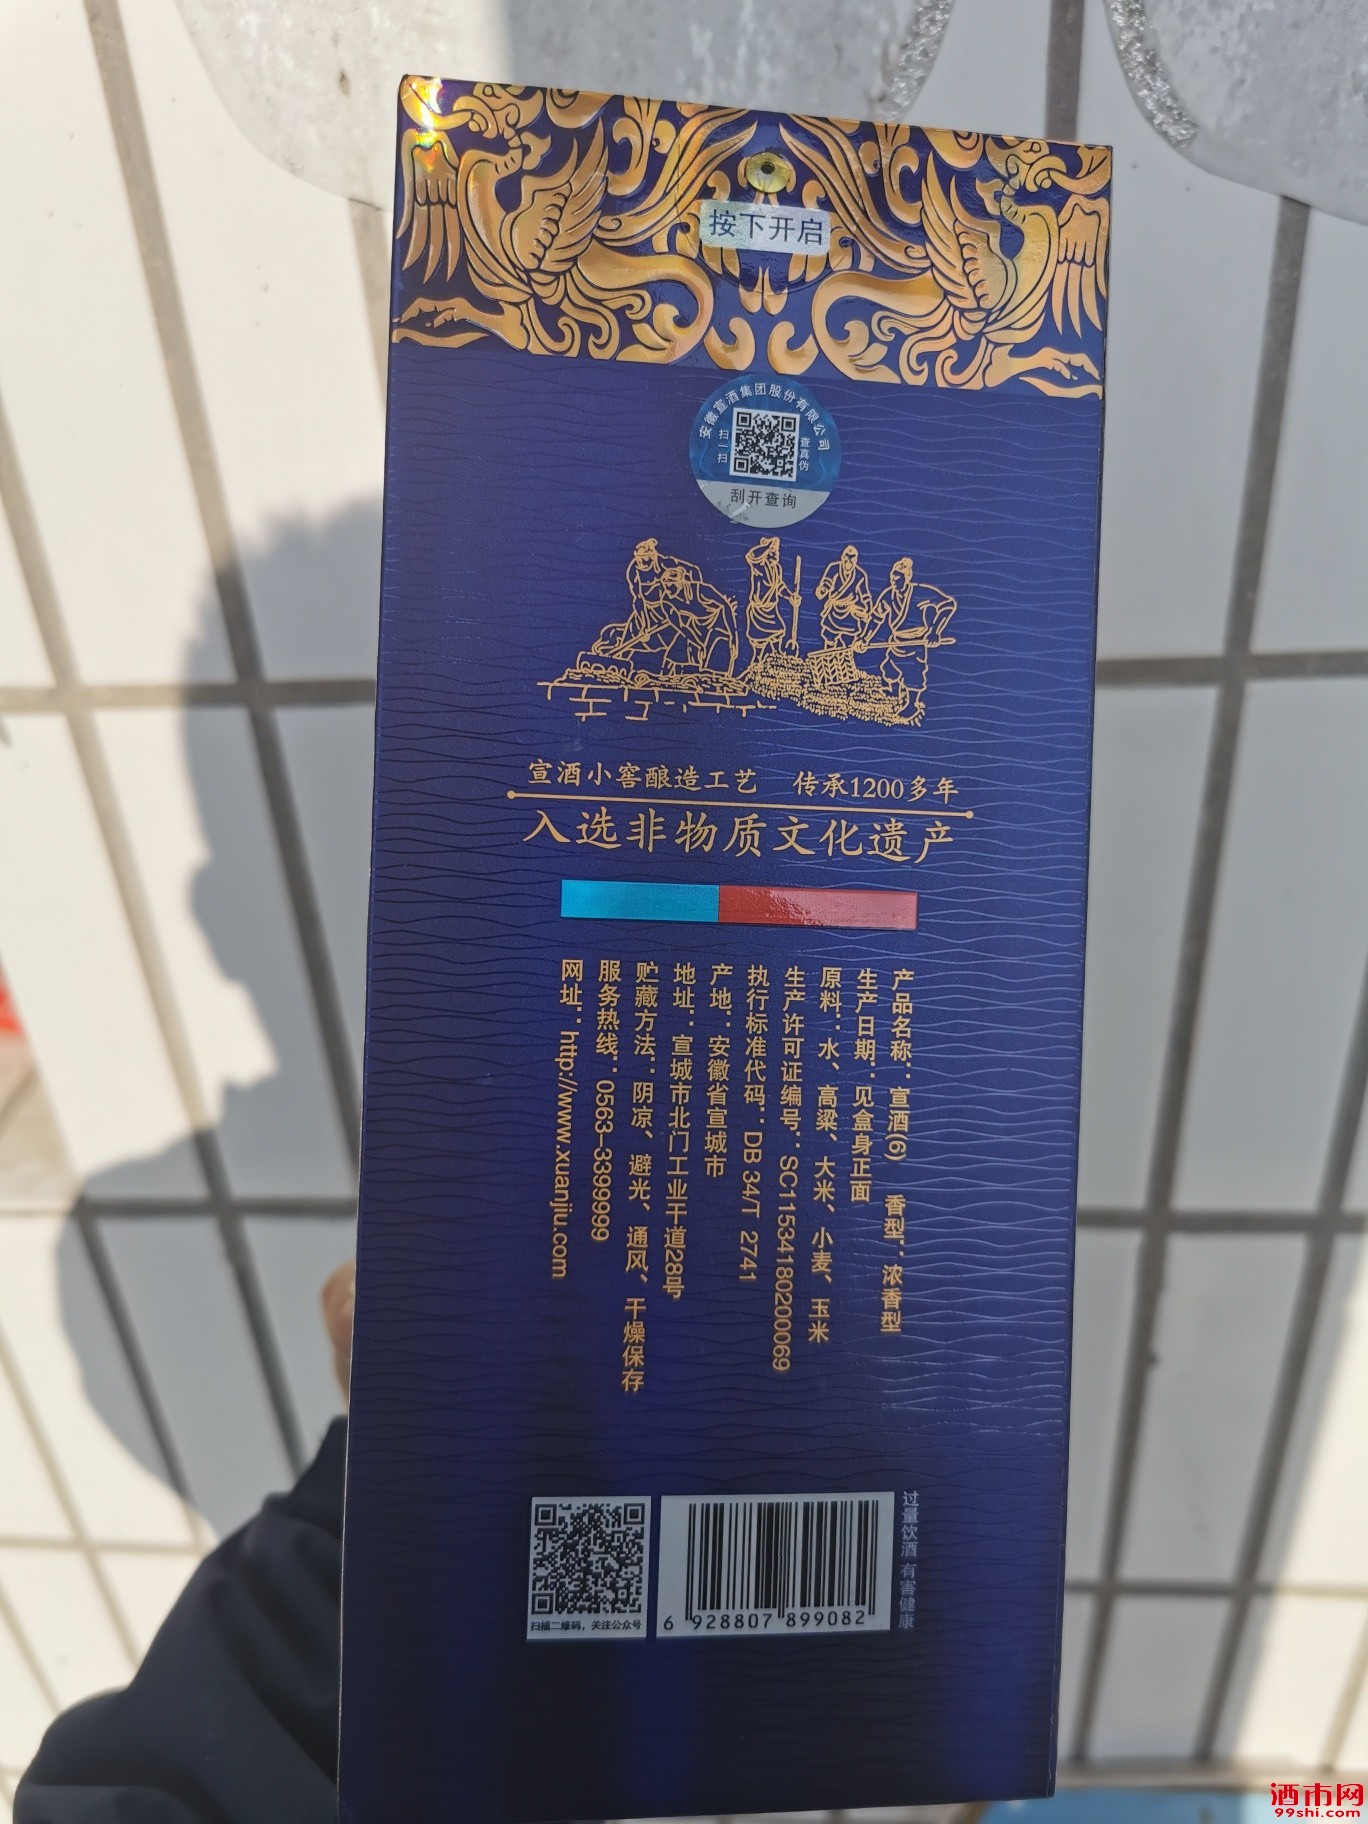 按下开启
安徽宣酒集团股份有限公司
扫一扫
查真伪
刮开查询
宣酒小窖酿造工艺 传承1200多年
入选非物质文化遗产
产品名称：宣酒(6) 香型：浓香型
生产日期：见盒身正面
原料：水、高粱、大米、小麦、玉米
生产许可证编号：SC11534180200069
执行标准代码：DB 34/T 2741
产地：安徽省宣城市
地址：宣城市北门工业干道28号
贮藏方法：阴凉、避光、通风、干燥保存
服务热线：0563-3399999
网址：http://www.xuanjiu.com
过量饮酒 有害健康
扫描二维码，关注公众号
6 928807 899082
酒市网
99shi.com